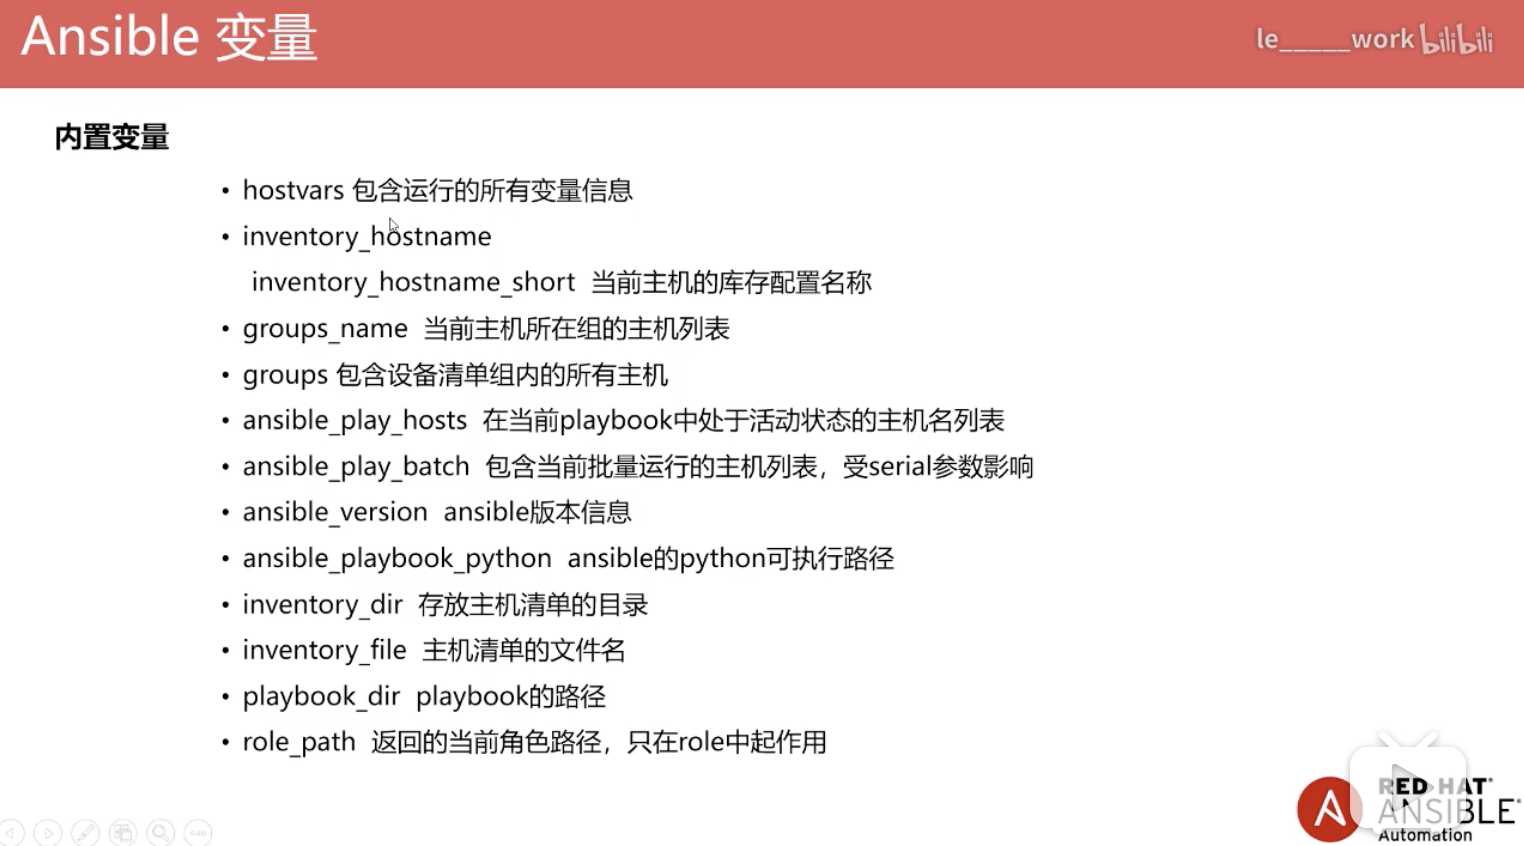 Ansible 变量
le_____work bilibili
内置变量
• hostvars 包含运行的所有变量信息
• inventory_hostname
inventory_hostname_short 当前主机的库存配置名称
• groups_name 当前主机所在组的主机列表
• groups 包含设备清单组内的所有主机
• ansible_play_hosts 在当前playbook中处于活动状态的主机名列表
• ansible_play_batch 包含当前批量运行的主机列表，受serial参数影响
• ansible_version ansible版本信息
• ansible_playbook_python ansible的python可执行路径
• inventory_dir 存放主机清单的目录
• inventory_file 主机清单的文件名
• playbook_dir playbook的路径
• role_path 返回的当前角色路径，只在role中起作用
A
RED HAT®
ANSIBLE®
Automation